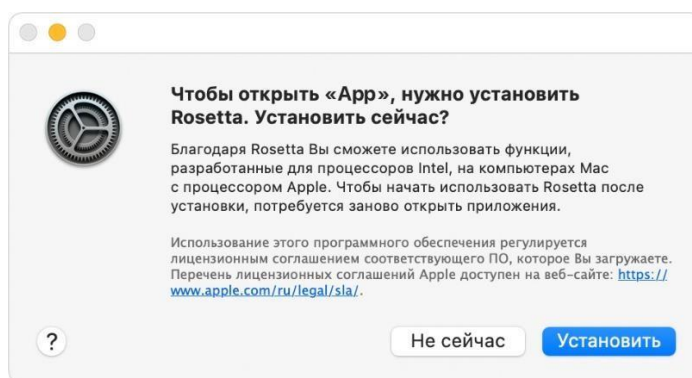 Чтобы открыть «App», нужно установить
Rosetta. Установить сейчас?
Благодаря Rosetta Вы сможете использовать функции,
разработанные для процессоров Intel, на компьютерах Mac
с процессором Apple. Чтобы начать использовать Rosetta после
установки, потребуется заново открыть приложения.
Использование этого программного обеспечения регулируется
лицензионным соглашением соответствующего ПО, которое Вы загружаете.
Перечень лицензионных соглашений Apple доступен на веб-сайте: https://
www.apple.com/ru/legal/sla/.
?
Не сейчас
Установить